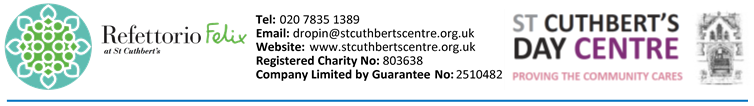 Refettorio Felix
at St Cuthbert's
Tel: 020 7835 1389
Email: dropin@stcuthbertscentre.org.uk
Website: www.stcuthbertscentre.org.uk
Registered Charity No: 803638
Company Limited by Guarantee No: 2510482
ST CUTHBERT'S
DAY CENTRE
PROVING THE COMMUNITY CARES